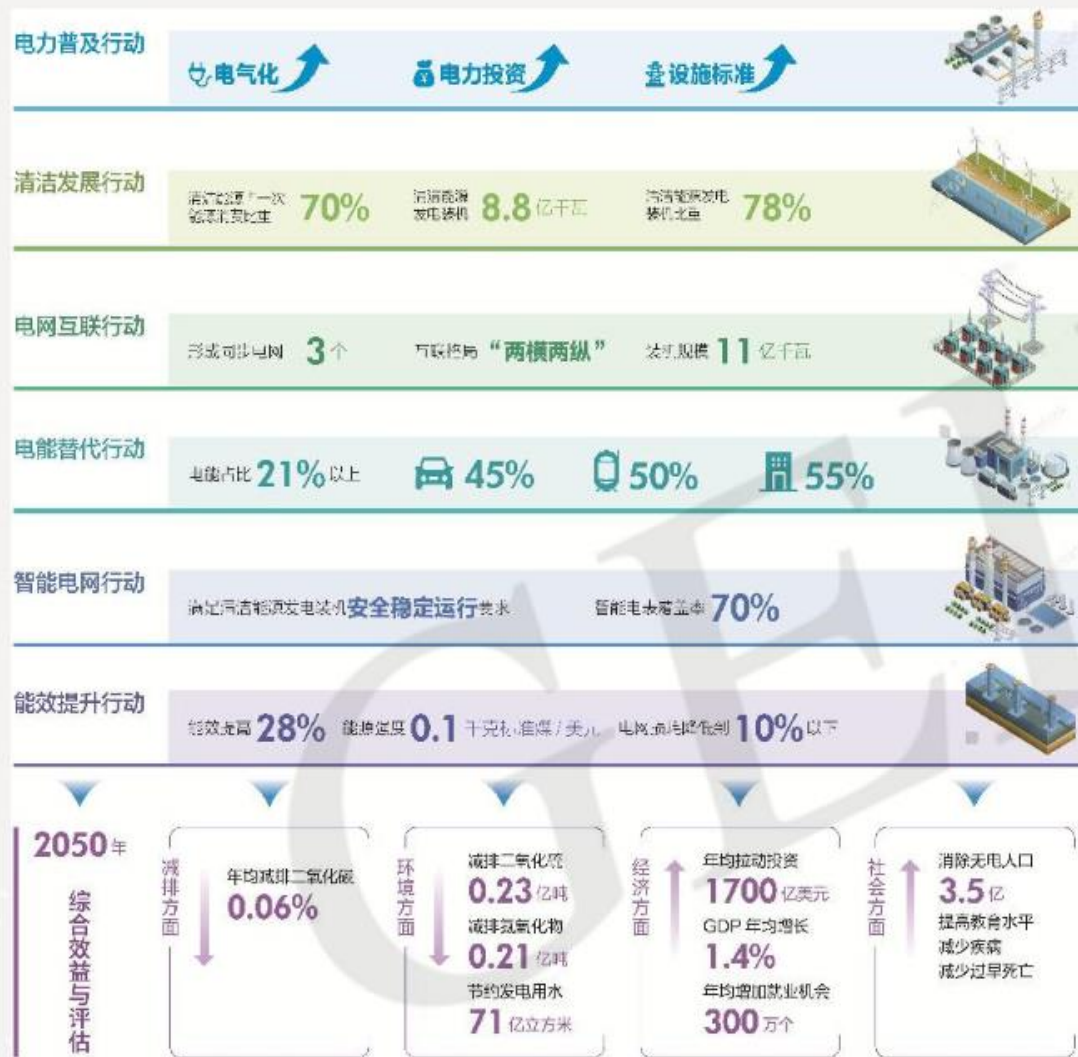 电力普及行动
电气化
电力投资
设施标准
清洁发展行动
清洁能源占一次
能源消费比重 70%
清洁能源
发电装机 8.8 亿千瓦
清洁能源发电
装机比重 78%
电网互联行动
形成同步电网 3 个
互联格局 “两横两纵”
装机规模 11 亿千瓦
电能替代行动
电能占比 21% 以上
45%
50%
55%
智能电网行动
满足清洁能源发电装机安全稳定运行要求
智能电表覆盖率 70%
能效提升行动
能效提高 28%
能源强度 0.1 千克标准煤 / 美元
电网损耗降低到 10% 以下
2050 年
综合效益与评估
减排方面
年均减排二氧化碳
0.06%
环境方面
减排二氧化硫
0.23 亿吨
减排氮氧化物
0.21 亿吨
节约发电用水
71 亿立方米
经济方面
年均拉动投资
1700 亿美元
GDP 年均增长
1.4%
年均增加就业机会
300 万个
社会方面
消除无电人口
3.5 亿
提高教育水平
减少疾病
减少过早死亡
GEI